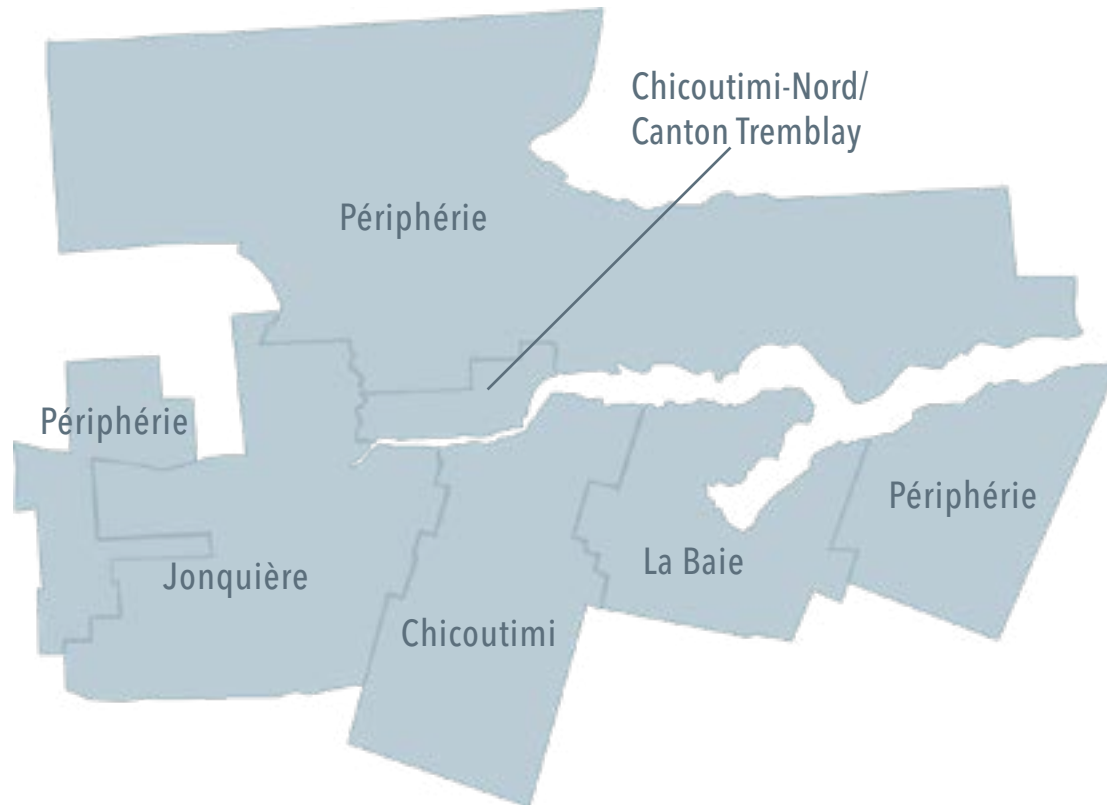 Chicoutimi-Nord/
Canton Tremblay
Périphérie
Périphérie
Périphérie
La Baie
Jonquière
Chicoutimi